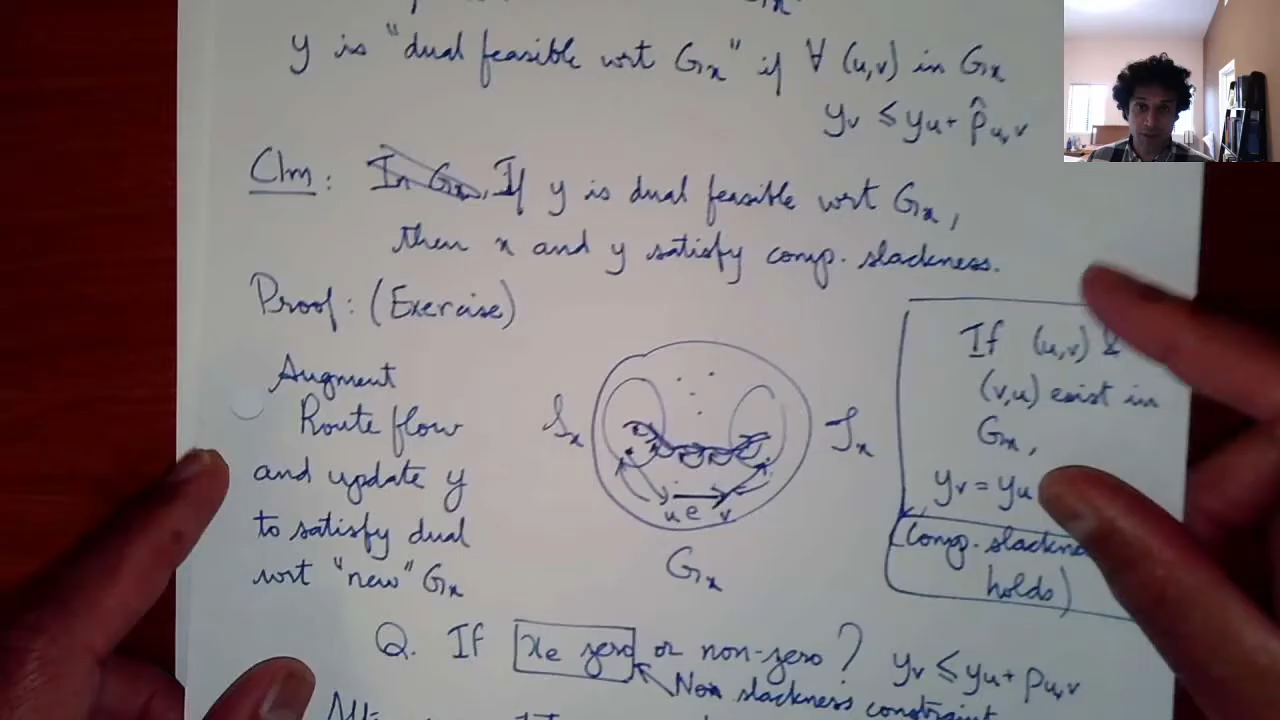 y is "dual feasible wrt Gx" if ∀ (u,v) in Gx
yv ≤ yu + p̂u,v
Clm: In Gx, If y is dual feasible wrt Gx,
then x and y satisfy comp. slackness.
Proof: (Exercise)
Augment
Route flow
and update y
to satisfy dual
wrt "new" Gx
Sx
Tx
u e v
Gx
If (u,v) &
(v,u) exist in
Gx,
yv = yu
(Comp. slackne
holds)
Q. If xe zero or non-zero? yv ≤ yu + pu,v
slackness constraint